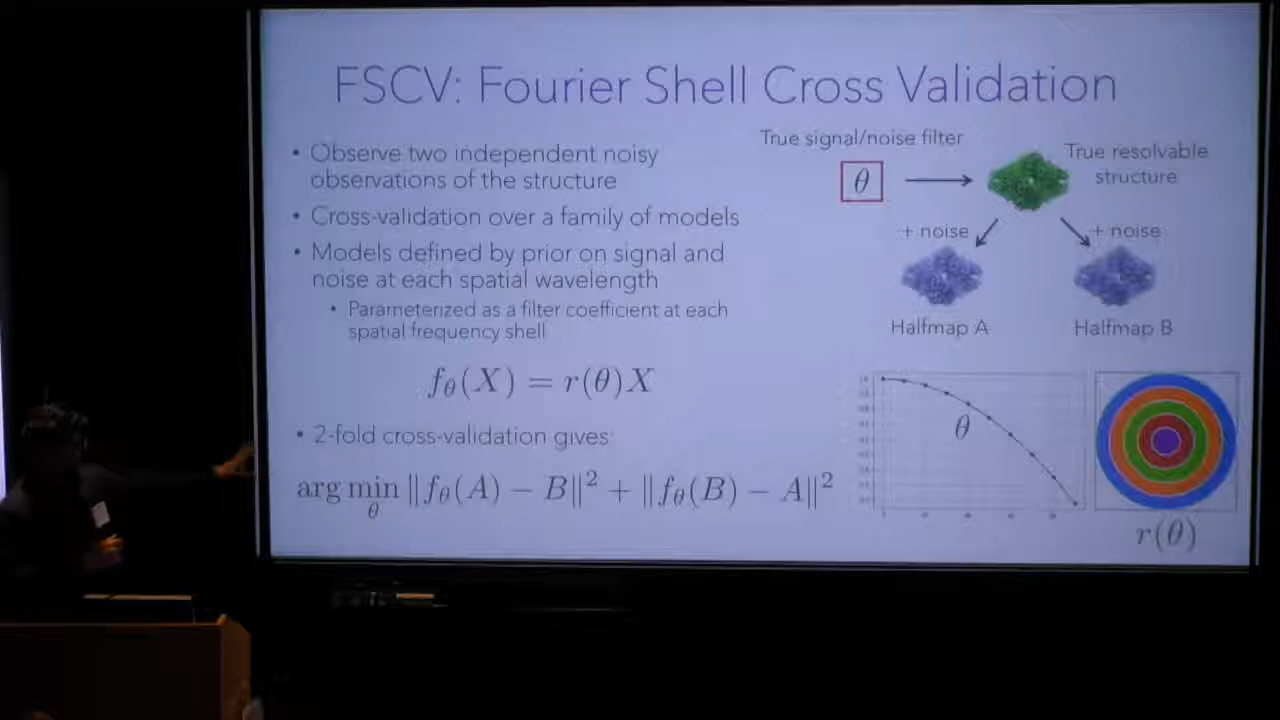 FSCV: Fourier Shell Cross Validation
• Observe two independent noisy
observations of the structure
• Cross-validation over a family of models
• Models defined by prior on signal and
noise at each spatial wavelength
• Parameterized as a filter coefficient at each
spatial frequency shell
fθ(X) = r(θ)X
• 2-fold cross-validation gives:
arg min ‖fθ(A) − B‖² + ‖fθ(B) − A‖²
θ
True signal/noise filter
θ
True resolvable
structure
+ noise
+ noise
Halfmap A
Halfmap B
θ
r(θ)